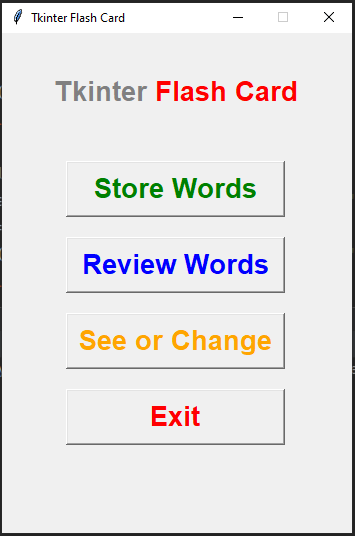 Tkinter Flash Card
Tkinter Flash Card
Store Words
Review Words
See or Change
Exit